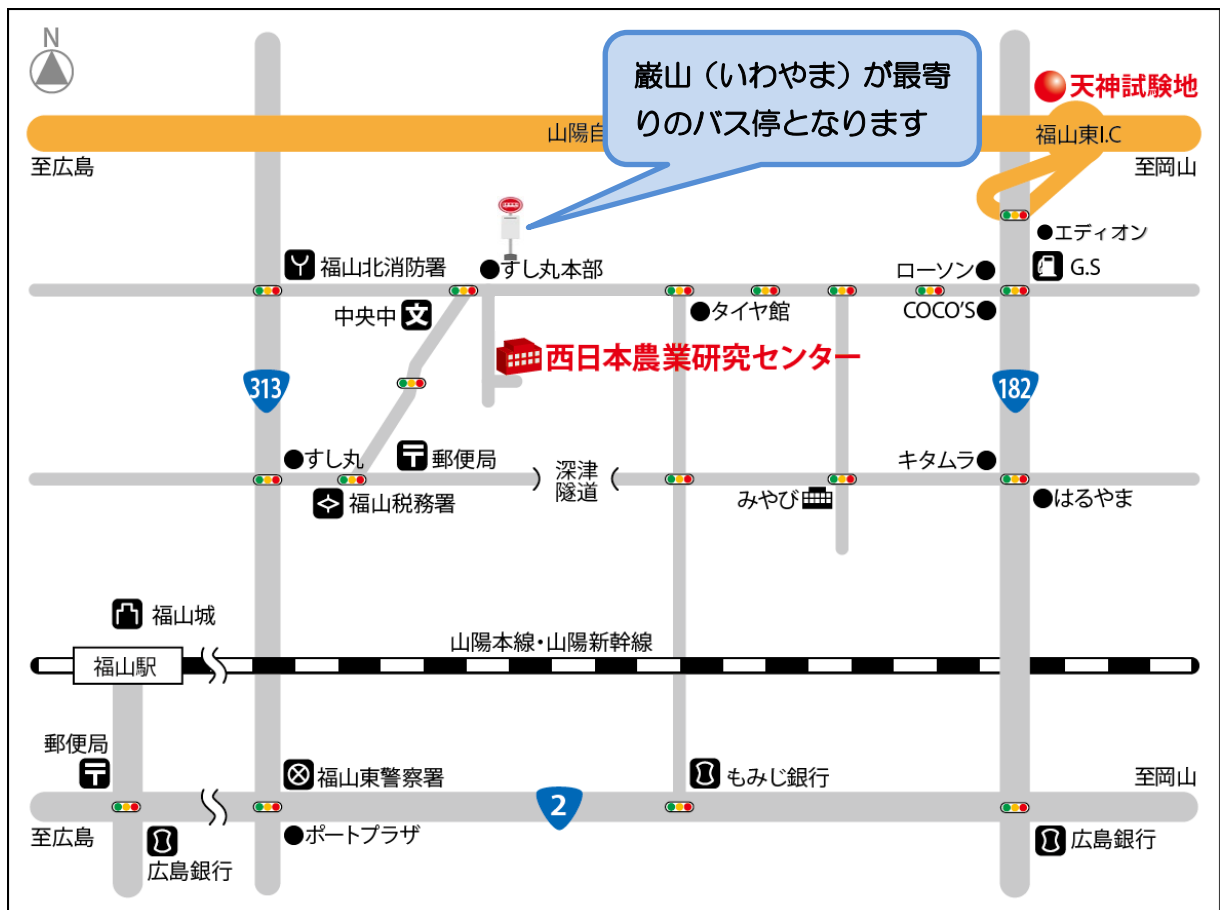 N
巌山（いわやま）が最寄
りのバス停となります
天神試験地
山陽自
福山東I.C
至広島
至岡山
エディオン
福山北消防署
すし丸本部
ローソン
G.S
中央中
文
タイヤ館
COCO'S
西日本農業研究センター
313
182
すし丸
郵便局
深津
隧道
キタムラ
福山税務署
みやび
はるやま
福山城
山陽本線・山陽新幹線
福山駅
郵便局
福山東警察署
もみじ銀行
至岡山
2
至広島
ポートプラザ
広島銀行
広島銀行